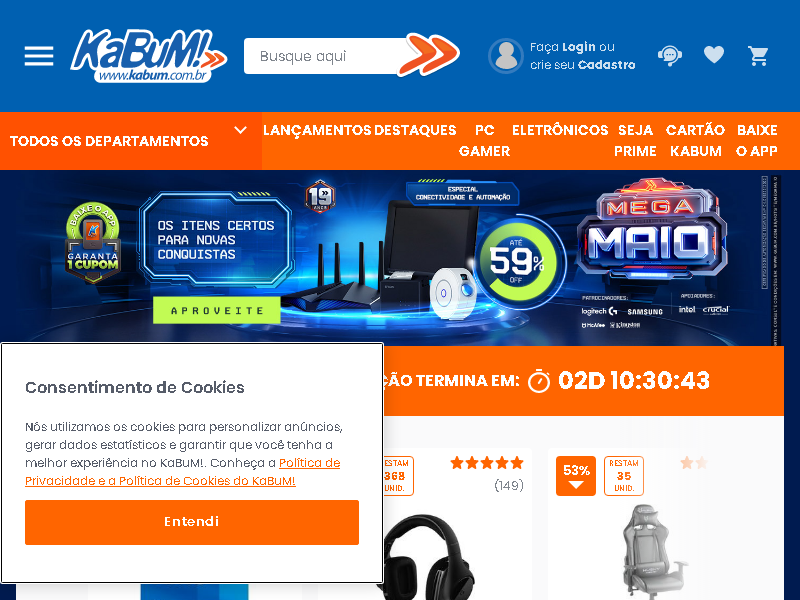 KaBuM!
www.kabum.com.br
Busque aqui
Faça Login ou
crie seu Cadastro
TODOS OS DEPARTAMENTOS
LANÇAMENTOS
DESTAQUES
PC
GAMER
ELETRÔNICOS
SEJA
PRIME
CARTÃO
KABUM
BAIXE
O APP
BAIXE O APP
GARANTA
1 CUPOM
OS ITENS CERTOS
PARA NOVAS
CONQUISTAS
APROVEITE
19
ANOS
ESPECIAL
CONECTIVIDADE E AUTOMAÇÃO
ATÉ
59%
OFF
MEGA
MAIO
PATROCINADORES:
logitech G SAMSUNG
McAfee Kingston
APOIADORES:
intel crucial
ÇÃO TERMINA EM: 02D 10:30:43
Consentimento de Cookies
Nós utilizamos os cookies para personalizar anúncios,
gerar dados estatísticos e garantir que você tenha a
melhor experiência no KaBuM!. Conheça a Política de
Privacidade e a Política de Cookies do KaBuM!
Entendi
RESTAM
368
UNID.
(149)
53%
RESTAM
35
UNID.